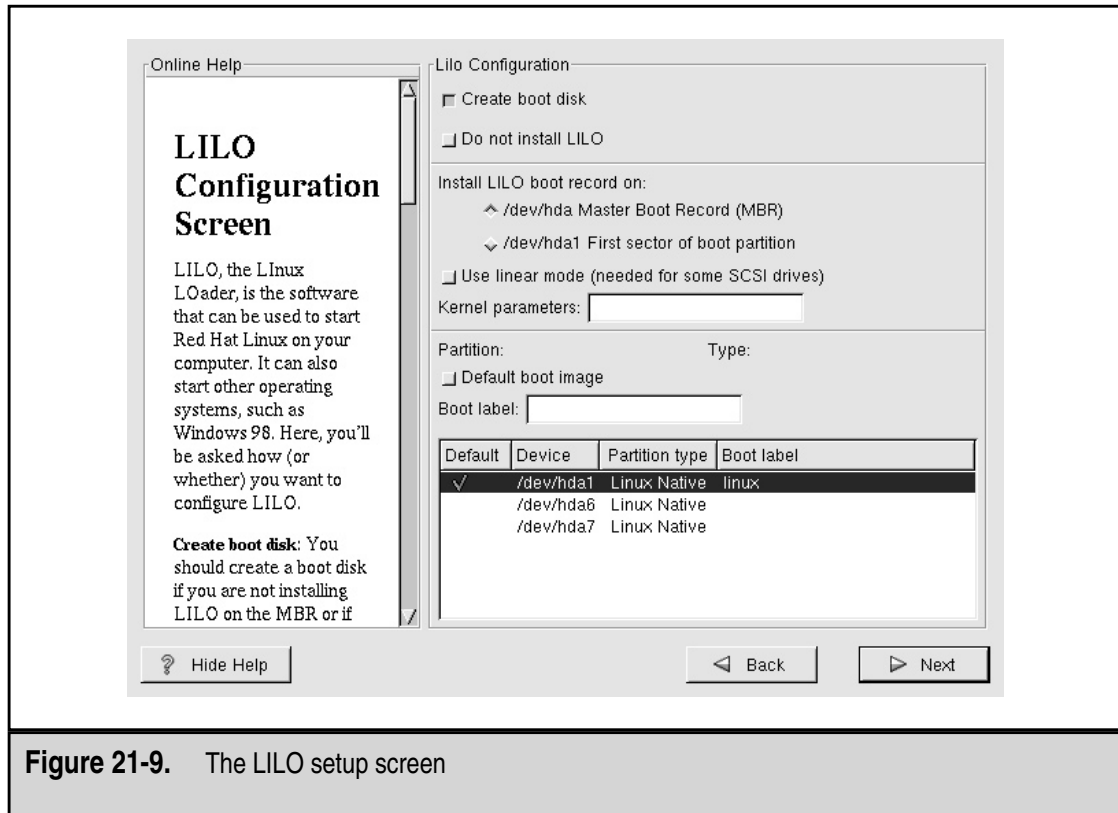 Online Help
LILO
Configuration
Screen
LILO, the LInux
LOader, is the software
that can be used to start
Red Hat Linux on your
computer. It can also
start other operating
systems, such as
Windows 98. Here, you'll
be asked how (or
whether) you want to
configure LILO.
Create boot disk: You
should create a boot disk
if you are not installing
LILO on the MBR or if
Lilo Configuration
Create boot disk
Do not install LILO
Install LILO boot record on:
/dev/hda Master Boot Record (MBR)
/dev/hda1 First sector of boot partition
Use linear mode (needed for some SCSI drives)
Kernel parameters:
Partition: Type:
Default boot image
Boot label:
Default Device Partition type Boot label
/dev/hda1 Linux Native linux
/dev/hda6 Linux Native
/dev/hda7 Linux Native
Hide Help
Back
Next
Figure 21-9. The LILO setup screen